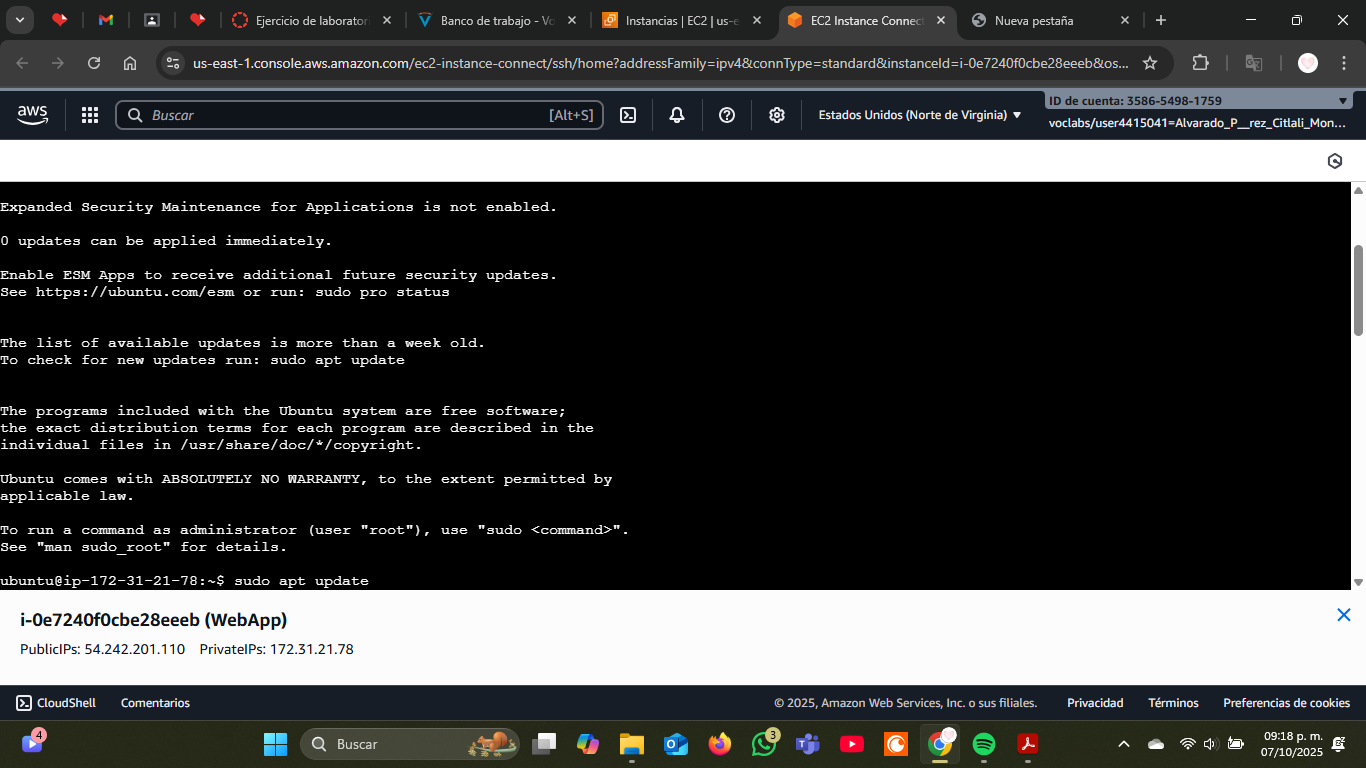 Ejercicio de laboratori
Banco de trabajo - Vo
Instancias | EC2 | us-e
EC2 Instance Connect
Nueva pestaña
us-east-1.console.aws.amazon.com/ec2-instance-connect/ssh/home?addressFamily=ipv4&connType=standard&instanceId=i-0e7240f0cbe28eeeb&os...
aws
Buscar
[Alt+S]
Estados Unidos (Norte de Virginia)
ID de cuenta: 3586-5498-1759
voclabs/user4415041=Alvarado_P__rez_Citlali_Mon...
Expanded Security Maintenance for Applications is not enabled.
0 updates can be applied immediately.
Enable ESM Apps to receive additional future security updates.
See https://ubuntu.com/esm or run: sudo pro status
The list of available updates is more than a week old.
To check for new updates run: sudo apt update
The programs included with the Ubuntu system are free software;
the exact distribution terms for each program are described in the
individual files in /usr/share/doc/*/copyright.
Ubuntu comes with ABSOLUTELY NO WARRANTY, to the extent permitted by
applicable law.
To run a command as administrator (user "root"), use "sudo <command>".
See "man sudo_root" for details.
ubuntu@ip-172-31-21-78:~$ sudo apt update
i-0e7240f0cbe28eeeb (WebApp)
PublicIPs: 54.242.201.110 PrivateIPs: 172.31.21.78
CloudShell
Comentarios
© 2025, Amazon Web Services, Inc. o sus filiales.
Privacidad
Términos
Preferencias de cookies
4
Buscar
3
09:18 p. m.
07/10/2025